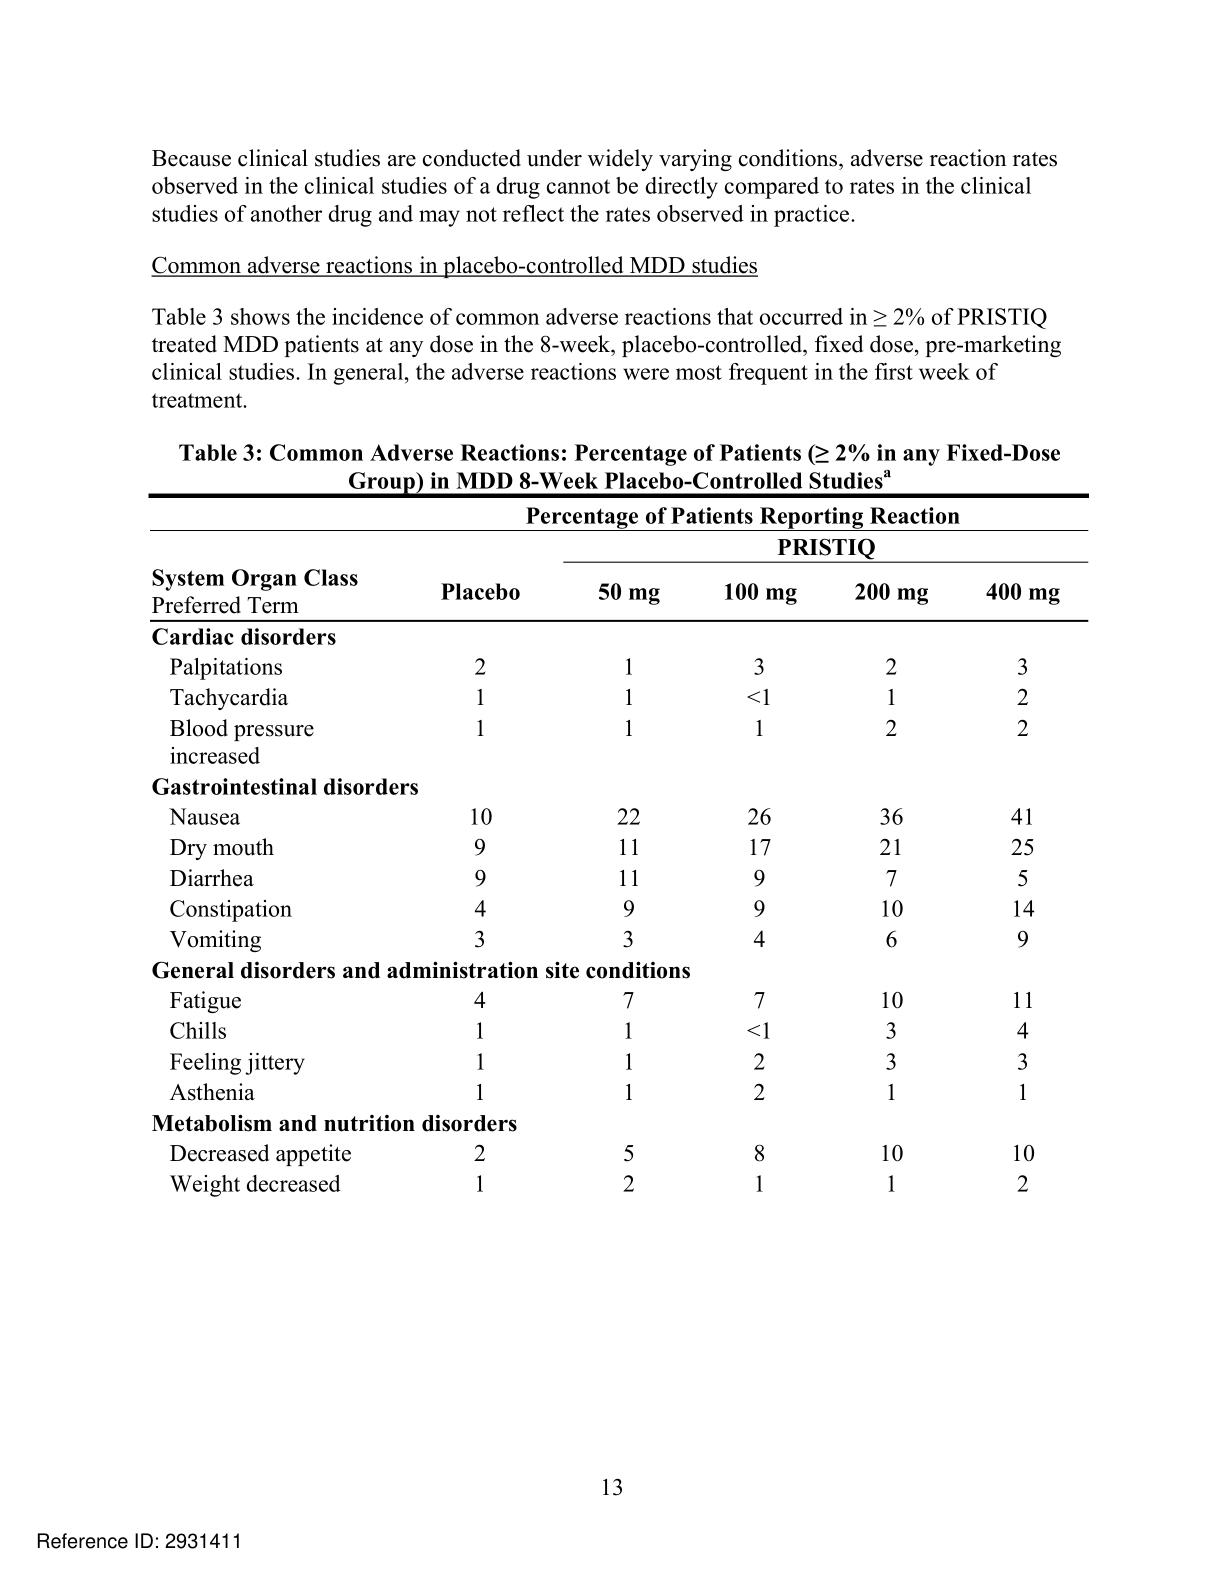 Because clinical studies are conducted under widely varying conditions, adverse reaction rates
observed in the clinical studies of a drug cannot be directly compared to rates in the clinical
studies of another drug and may not reflect the rates observed in practice.
Common adverse reactions in placebo-controlled MDD studies
Table 3 shows the incidence of common adverse reactions that occurred in ≥ 2% of PRISTIQ
treated MDD patients at any dose in the 8-week, placebo-controlled, fixed dose, pre-marketing
clinical studies. In general, the adverse reactions were most frequent in the first week of
treatment.
Table 3: Common Adverse Reactions: Percentage of Patients (≥ 2% in any Fixed-Dose
Group) in MDD 8-Week Placebo-Controlled Studiesª
Percentage of Patients Reporting Reaction
PRISTIQ
System Organ Class
Preferred Term Placebo 50 mg 100 mg 200 mg 400 mg
Cardiac disorders
Palpitations 2 1 3 2 3
Tachycardia 1 1 <1 1 2
Blood pressure 1 1 1 2 2
increased
Gastrointestinal disorders
Nausea 10 22 26 36 41
Dry mouth 9 11 17 21 25
Diarrhea 9 11 9 7 5
Constipation 4 9 9 10 14
Vomiting 3 3 4 6 9
General disorders and administration site conditions
Fatigue 4 7 7 10 11
Chills 1 1 <1 3 4
Feeling jittery 1 1 2 3 3
Asthenia 1 1 2 1 1
Metabolism and nutrition disorders
Decreased appetite 2 5 8 10 10
Weight decreased 1 2 1 1 2
13
Reference ID: 2931411